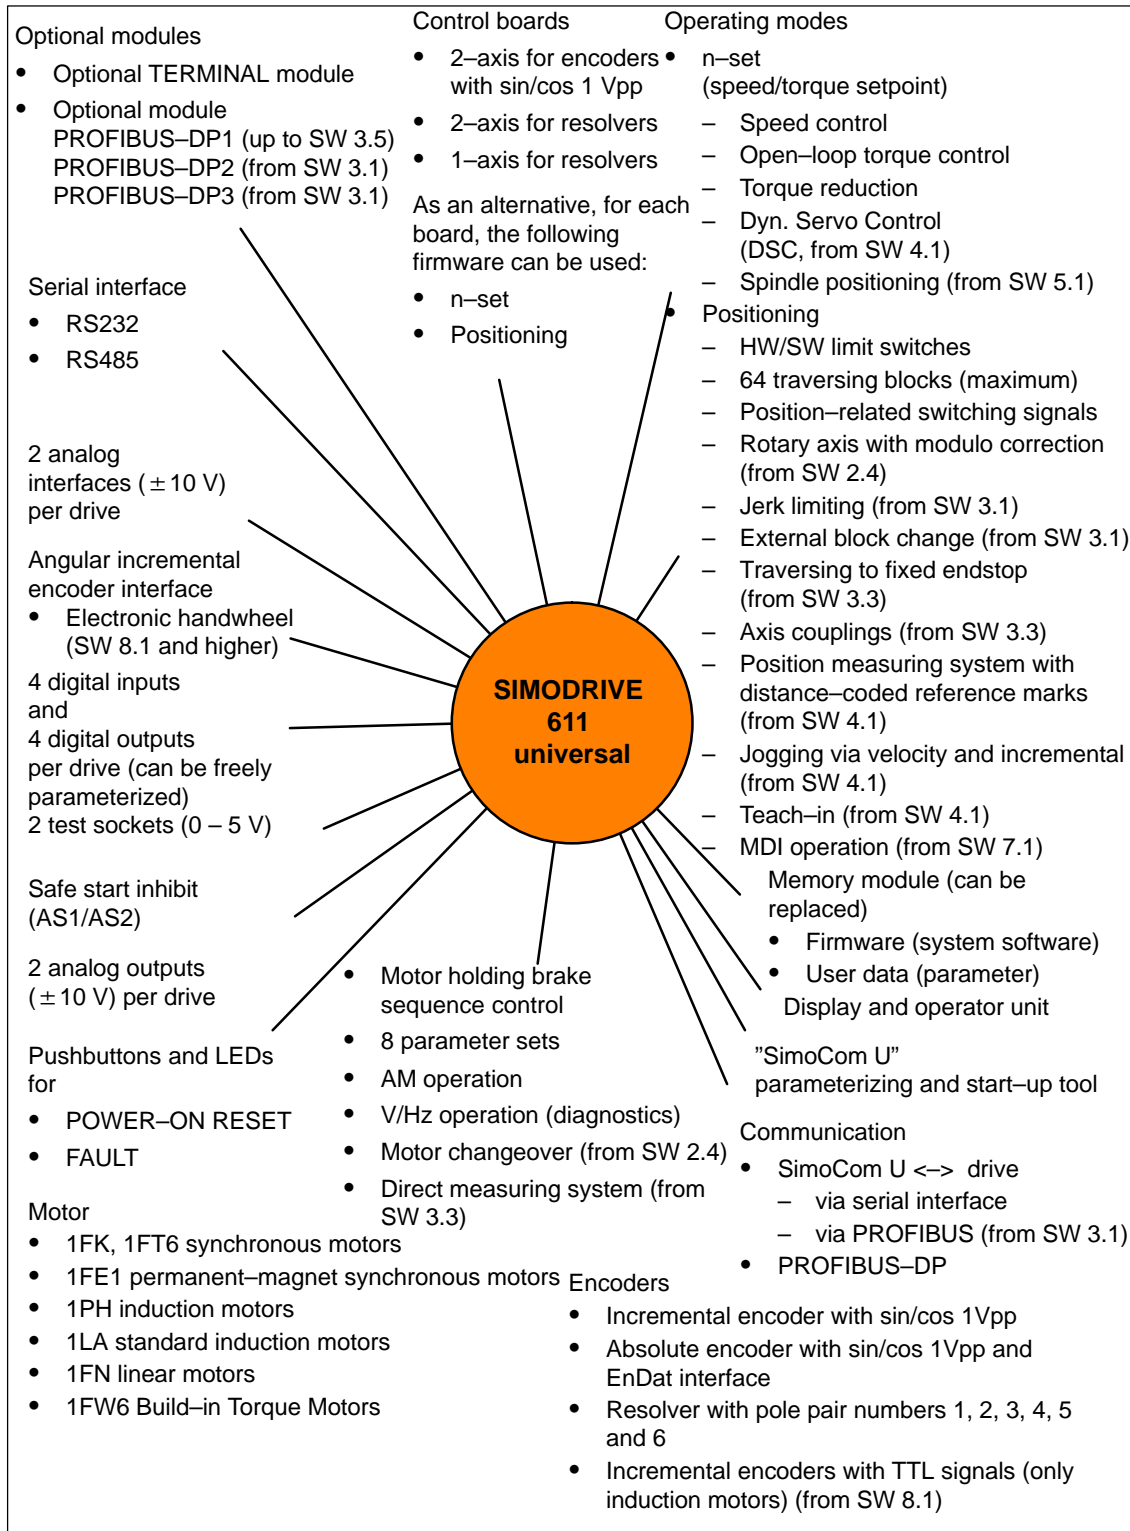 Optional modules
• Optional TERMINAL module
• Optional module
PROFIBUS–DP1 (up to SW 3.5)
PROFIBUS–DP2 (from SW 3.1)
PROFIBUS–DP3 (from SW 3.1)
Serial interface
• RS232
• RS485
2 analog
interfaces (±10 V)
per drive
Angular incremental
encoder interface
• Electronic handwheel
(SW 8.1 and higher)
4 digital inputs
and
4 digital outputs
per drive (can be freely
parameterized)
2 test sockets (0 – 5 V)
Safe start inhibit
(AS1/AS2)
2 analog outputs
(±10 V) per drive
Pushbuttons and LEDs
for
• POWER–ON RESET
• FAULT
Motor
• 1FK, 1FT6 synchronous motors
• 1FE1 permanent–magnet synchronous motors
• 1PH induction motors
• 1LA standard induction motors
• 1FN linear motors
• 1FW6 Build–in Torque Motors
Control boards
• 2–axis for encoders
with sin/cos 1 Vpp
• 2–axis for resolvers
• 1–axis for resolvers
As an alternative, for each
board, the following
firmware can be used:
• n–set
• Positioning
SIMODRIVE
611
universal
• Motor holding brake
sequence control
• 8 parameter sets
• AM operation
• V/Hz operation (diagnostics)
• Motor changeover (from SW 2.4)
• Direct measuring system (from
SW 3.3)
Operating modes
• n–set
(speed/torque setpoint)
– Speed control
– Open–loop torque control
– Torque reduction
– Dyn. Servo Control
(DSC, from SW 4.1)
– Spindle positioning (from SW 5.1)
• Positioning
– HW/SW limit switches
– 64 traversing blocks (maximum)
– Position–related switching signals
– Rotary axis with modulo correction
(from SW 2.4)
– Jerk limiting (from SW 3.1)
– External block change (from SW 3.1)
– Traversing to fixed endstop
(from SW 3.3)
– Axis couplings (from SW 3.3)
– Position measuring system with
distance–coded reference marks
(from SW 4.1)
– Jogging via velocity and incremental
(from SW 4.1)
– Teach–in (from SW 4.1)
– MDI operation (from SW 7.1)
Memory module (can be
replaced)
• Firmware (system software)
• User data (parameter)
Display and operator unit
”SimoCom U”
parameterizing and start–up tool
Communication
• SimoCom U <–> drive
– via serial interface
– via PROFIBUS (from SW 3.1)
• PROFIBUS–DP
Encoders
• Incremental encoder with sin/cos 1Vpp
• Absolute encoder with sin/cos 1Vpp and
EnDat interface
• Resolver with pole pair numbers 1, 2, 3, 4, 5
and 6
• Incremental encoders with TTL signals (only
induction motors) (from SW 8.1)